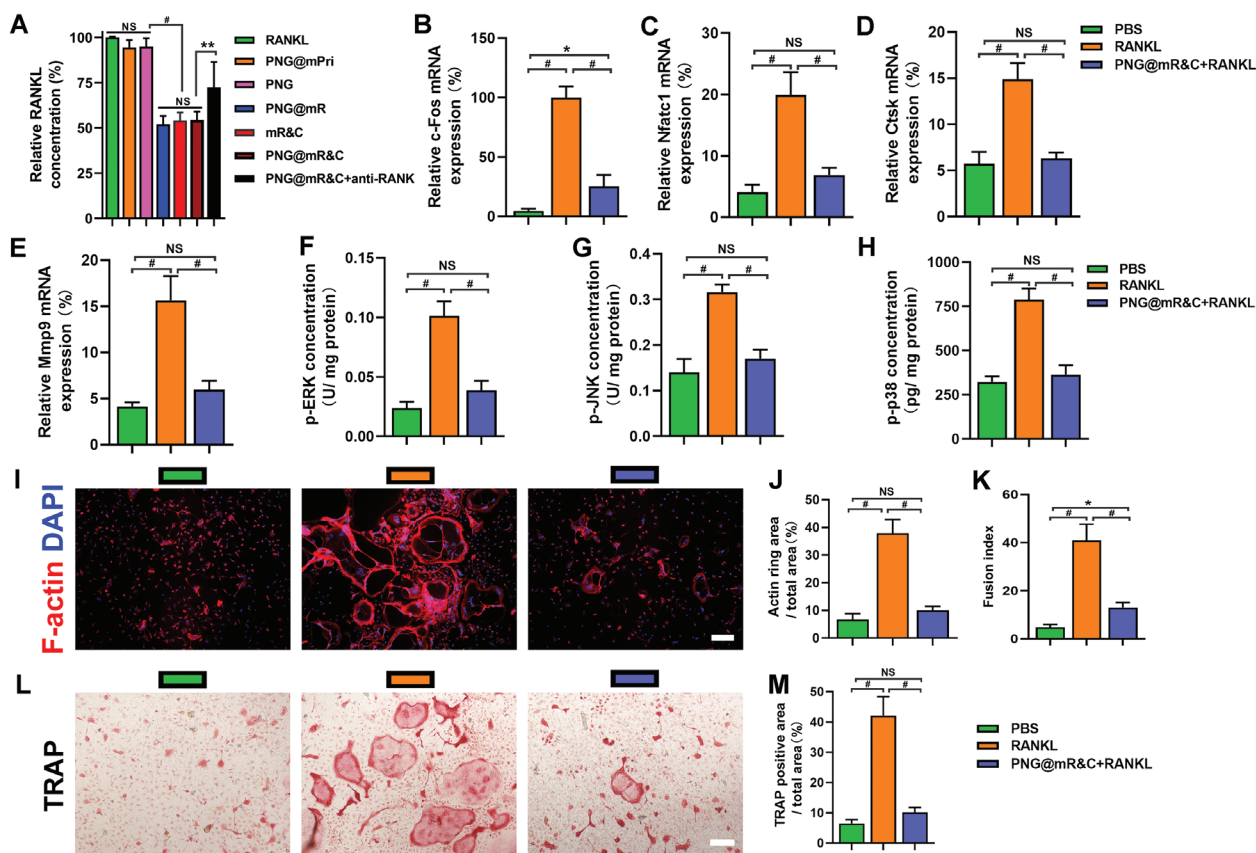 A
Relative RANKL
concentration (%)
100
75
50
25
0
NS
#
NS
**
RANKL
PNG@mPri
PNG
PNG@mR
mR&C
PNG@mR&C
PNG@mR&C+anti-RANK
B
Relative c-Fos mRNA
expression (%)
150
100
50
0
*
#
#
C
Relative Nfatc1 mRNA
expression (%)
30
20
10
0
NS
#
#
D
Relative Ctsk mRNA
expression (%)
20
15
10
5
0
NS
#
#
PBS
RANKL
PNG@mR&C+RANKL
E
Relative Mmp9 mRNA
expression (%)
20
15
10
5
0
NS
#
#
F
p-ERK concentration
(U/ mg protein)
0.15
0.10
0.05
0.00
NS
#
#
G
p-JNK concentration
(U/ mg protein)
0.4
0.3
0.2
0.1
0.0
NS
#
#
H
p-p38 concentration
(pg/ mg protein)
750
500
250
0
NS
#
#
PBS
RANKL
PNG@mR&C+RANKL
I
F-actin DAPI
J
Actin ring area
/ total area (%)
50
40
30
20
10
0
NS
#
#
K
Fusion index
60
40
20
0
*
#
#
L
TRAP
M
TRAP positive area
/ total area (%)
50
40
30
20
10
0
NS
#
#
PBS
RANKL
PNG@mR&C+RANKL